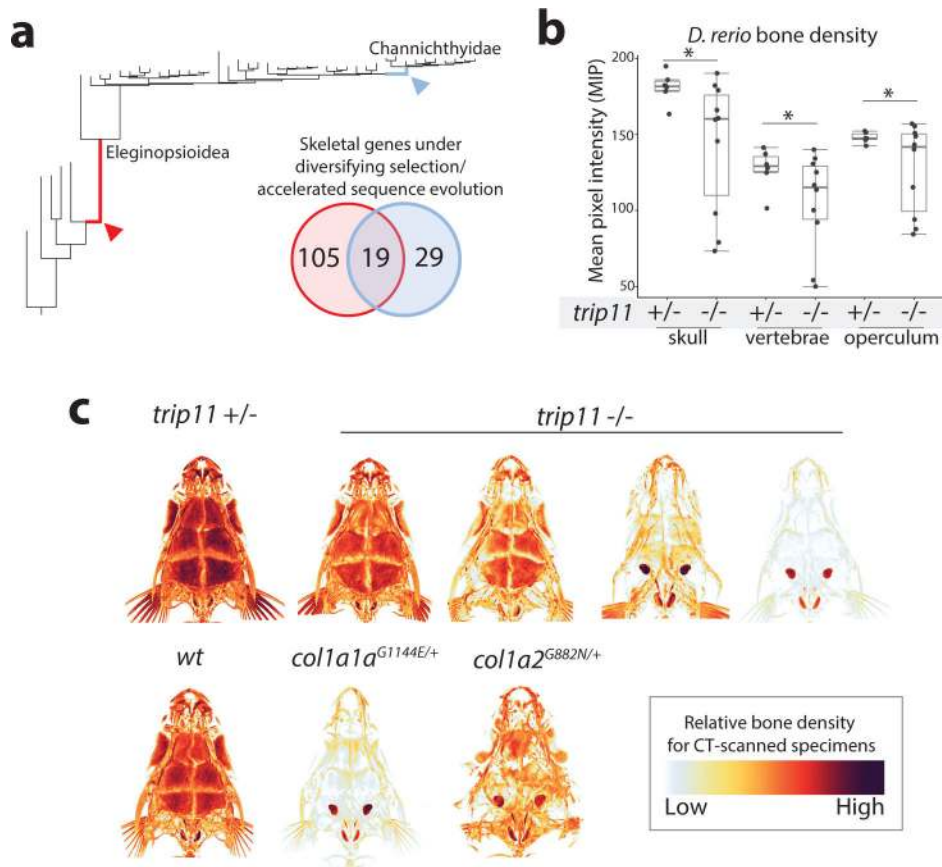 a
Channichthyidae
Eleginopsioidea
Skeletal genes under
diversifying selection/
accelerated sequence evolution
105 19 29
b
D. rerio bone density
Mean pixel intensity (MIP)
200
150
100
50
* * *
trip11 +/- -/- +/- -/- +/- -/-
skull vertebrae operculum
c
trip11 +/- trip11 -/-
wt col1a1a^G1144E/+ col1a2^G882N/+
Relative bone density
for CT-scanned specimens
Low High